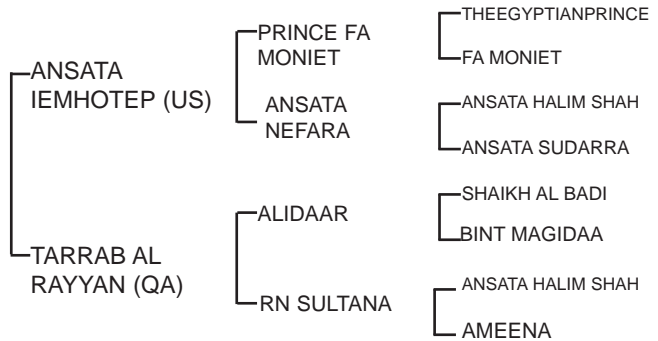 THEEGYPTIANPRINCE
PRINCE FA
MONIET
FA MONIET
ANSATA
IEMHOTEP (US)
ANSATA HALIM SHAH
ANSATA
NEFARA
ANSATA SUDARRA
SHAIKH AL BADI
ALIDAAR
BINT MAGIDAA
TARRAB AL
RAYYAN (QA)
ANSATA HALIM SHAH
RN SULTANA
AMEENA